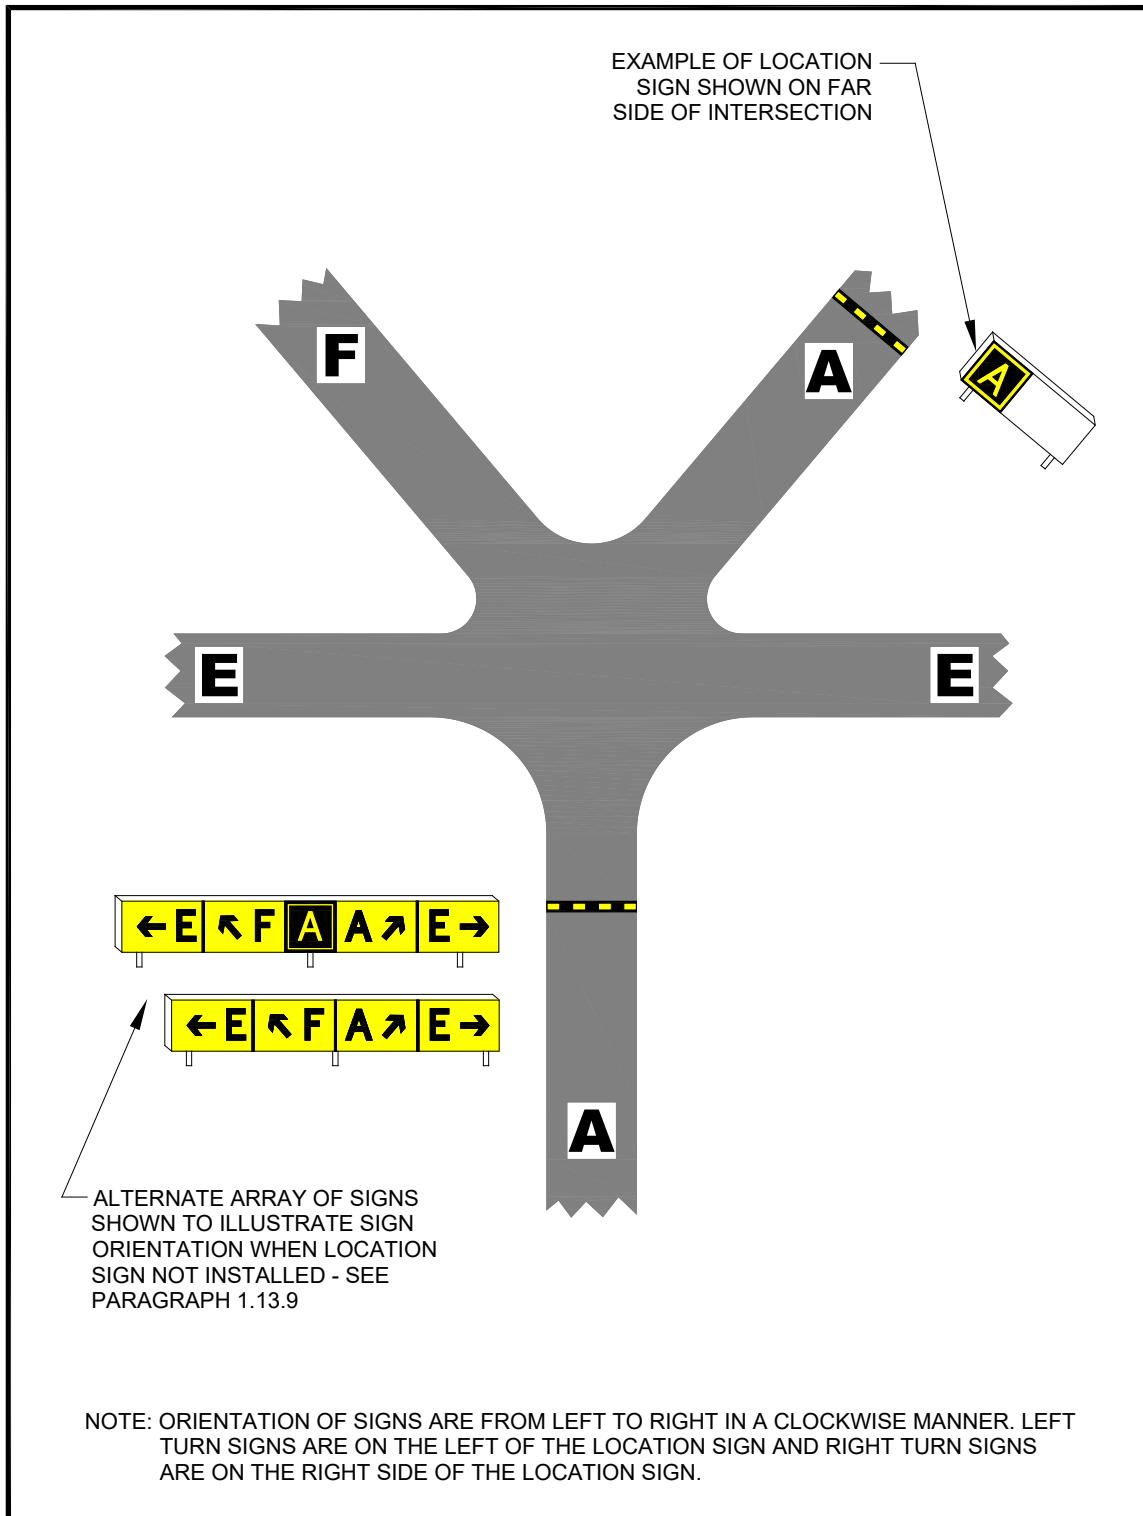 EXAMPLE OF LOCATION
SIGN SHOWN ON FAR
SIDE OF INTERSECTION
F
A
A
E
E
←E ↖F A A↗ E→
←E ↖F A↗ E→
A
ALTERNATE ARRAY OF SIGNS
SHOWN TO ILLUSTRATE SIGN
ORIENTATION WHEN LOCATION
SIGN NOT INSTALLED - SEE
PARAGRAPH 1.13.9
NOTE: ORIENTATION OF SIGNS ARE FROM LEFT TO RIGHT IN A CLOCKWISE MANNER. LEFT
TURN SIGNS ARE ON THE LEFT OF THE LOCATION SIGN AND RIGHT TURN SIGNS
ARE ON THE RIGHT SIDE OF THE LOCATION SIGN.